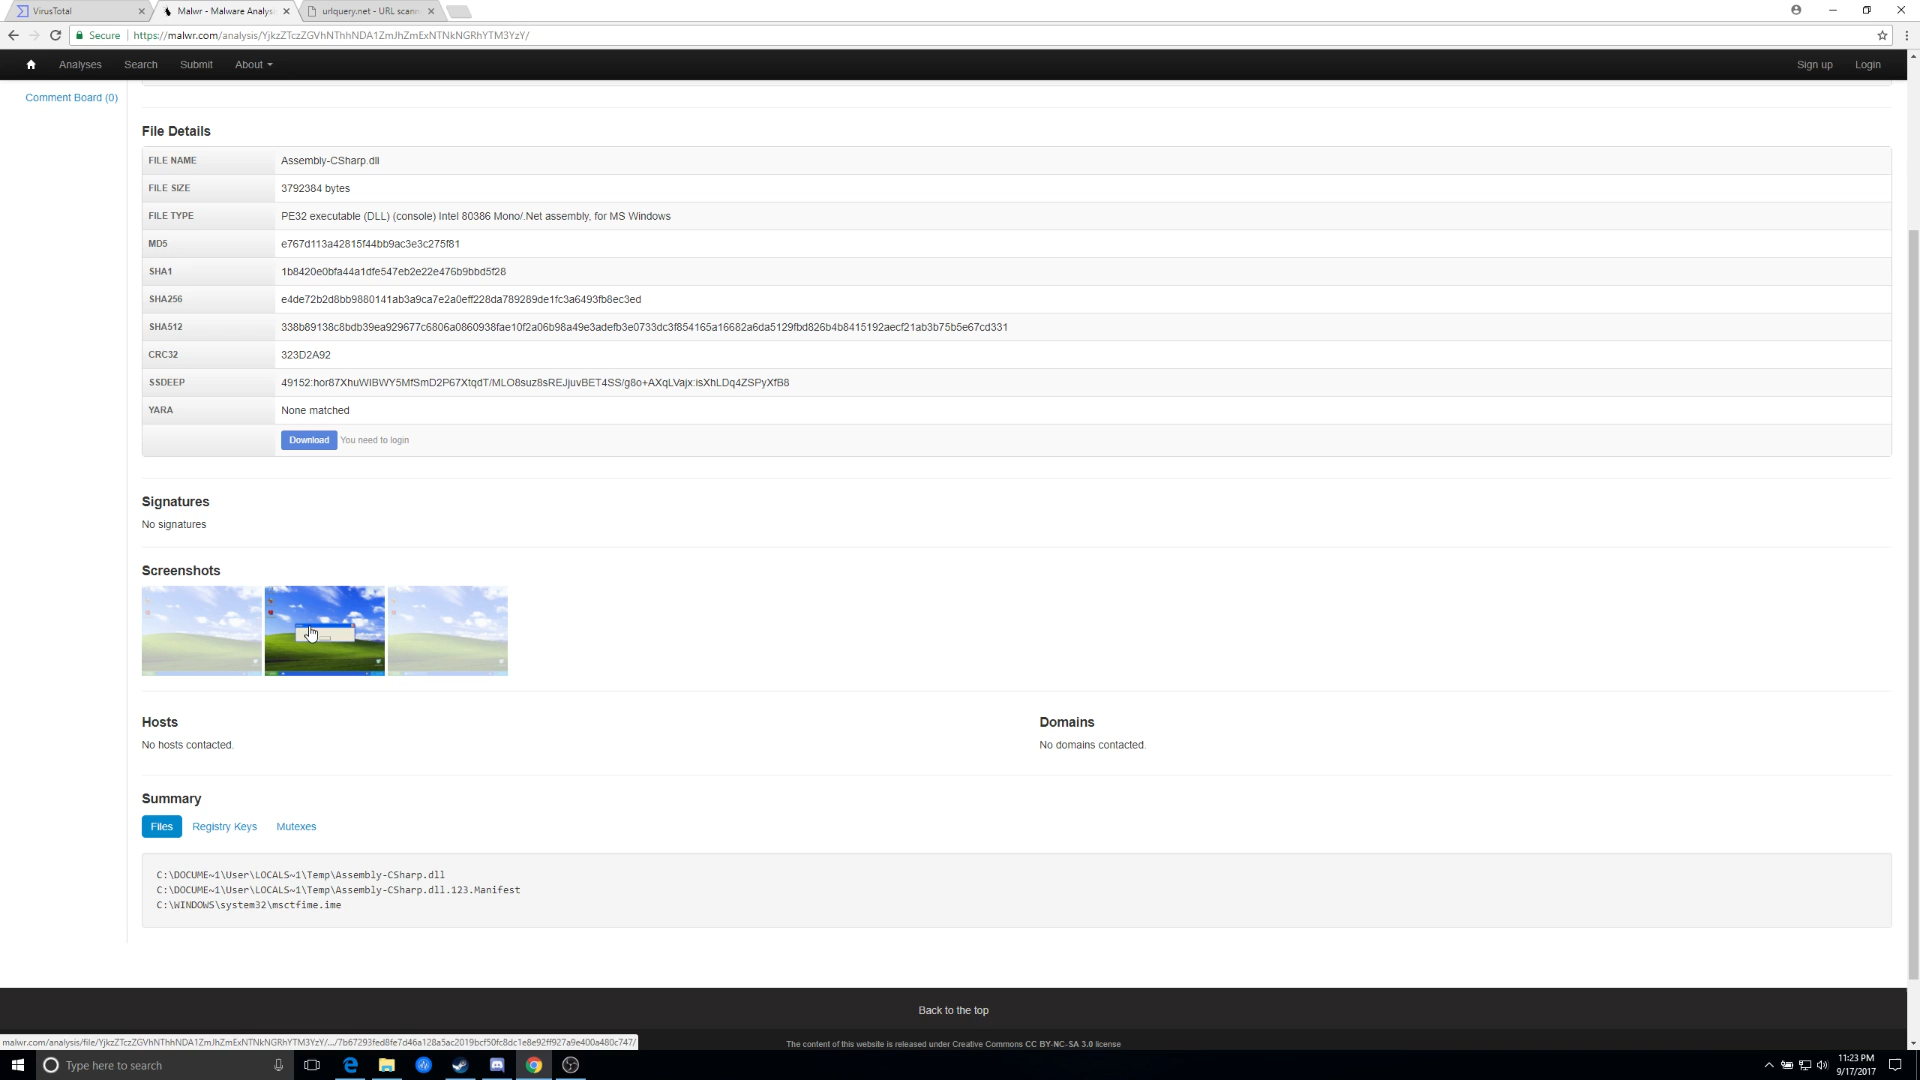 VirusTotal
Malwr - Malware Analys
urlquery.net - URL scann
Secure
https://malwr.com/analysis/YjkzZTczZGVhNThhNDA1ZmJhZmExNTNkNGRhYTM3YzY/
Analyses
Search
Submit
About
Sign up
Login
Comment Board (0)
File Details
FILE NAME Assembly-CSharp.dll
FILE SIZE 3792384 bytes
FILE TYPE PE32 executable (DLL) (console) Intel 80386 Mono/.Net assembly, for MS Windows
MD5 e767d113a42815f44bb9ac3e3c275f81
SHA1 1b8420e0bfa44a1dfe547eb2e22e476b9bbd5f28
SHA256 e4de72b2d8bb9880141ab3a9ca7e2a0eff228da789289de1fc3a6493fb8ec3ed
SHA512 338b89138c8bdb39ea929677c6806a0860938fae10f2a06b98a49e3adefb3e0733dc3f854165a16682a6da5129fbd826b4b8415192aecf21ab3b75b5e67cd331
CRC32 323D2A92
SSDEEP 49152:hor87XhuWIBWY5MfSmD2P67XtqdT/MLO8suz8sREJjuvBET4SS/g8o+AXqLVajx:isXhLDq4ZSPyXfB8
YARA None matched
Download You need to login
Signatures
No signatures
Screenshots
Hosts
No hosts contacted.
Domains
No domains contacted.
Summary
Files
Registry Keys
Mutexes
C:\DOCUME~1\User\LOCALS~1\Temp\Assembly-CSharp.dll
C:\DOCUME~1\User\LOCALS~1\Temp\Assembly-CSharp.dll.123.Manifest
C:\WINDOWS\system32\msctfime.ime
Back to the top
malwr.com/analysis/file/YjkzZTczZGVhNThhNDA1ZmJhZmExNTNkNGRhYTM3YzY/.../7b67293fed8fe7d46a128a5ac2019bcf50fc8dc1e8e92ff927a9e400a480c747/
The content of this website is released under Creative Commons CC BY-NC-SA 3.0 license
Type here to search
11:23 PM
9/17/2017